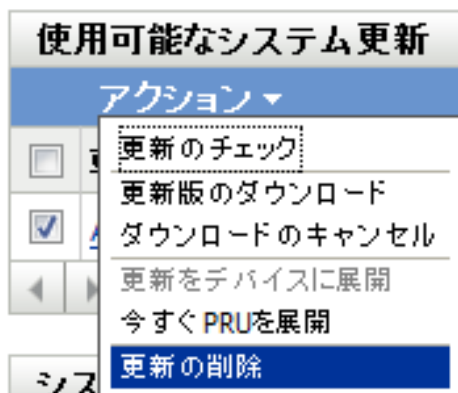 使用可能なシステム更新
アクション
更新のチェック
更新版のダウンロード
ダウンロードのキャンセル
更新をデバイスに展開
今すぐPRUを展開
更新の削除
シス